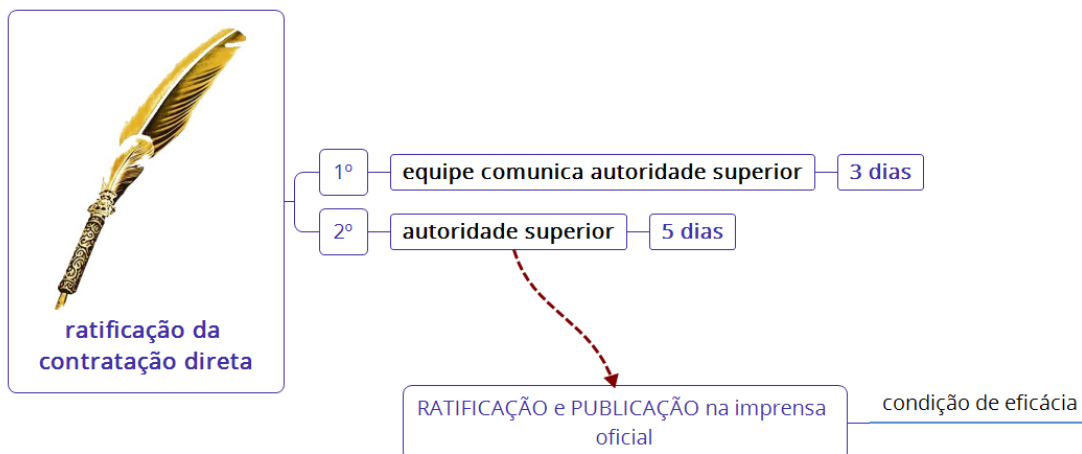 ratificação da
contratação direta
1º
equipe comunica autoridade superior
3 dias
2º
autoridade superior
5 dias
RATIFICAÇÃO e PUBLICAÇÃO na imprensa
oficial
condição de eficácia